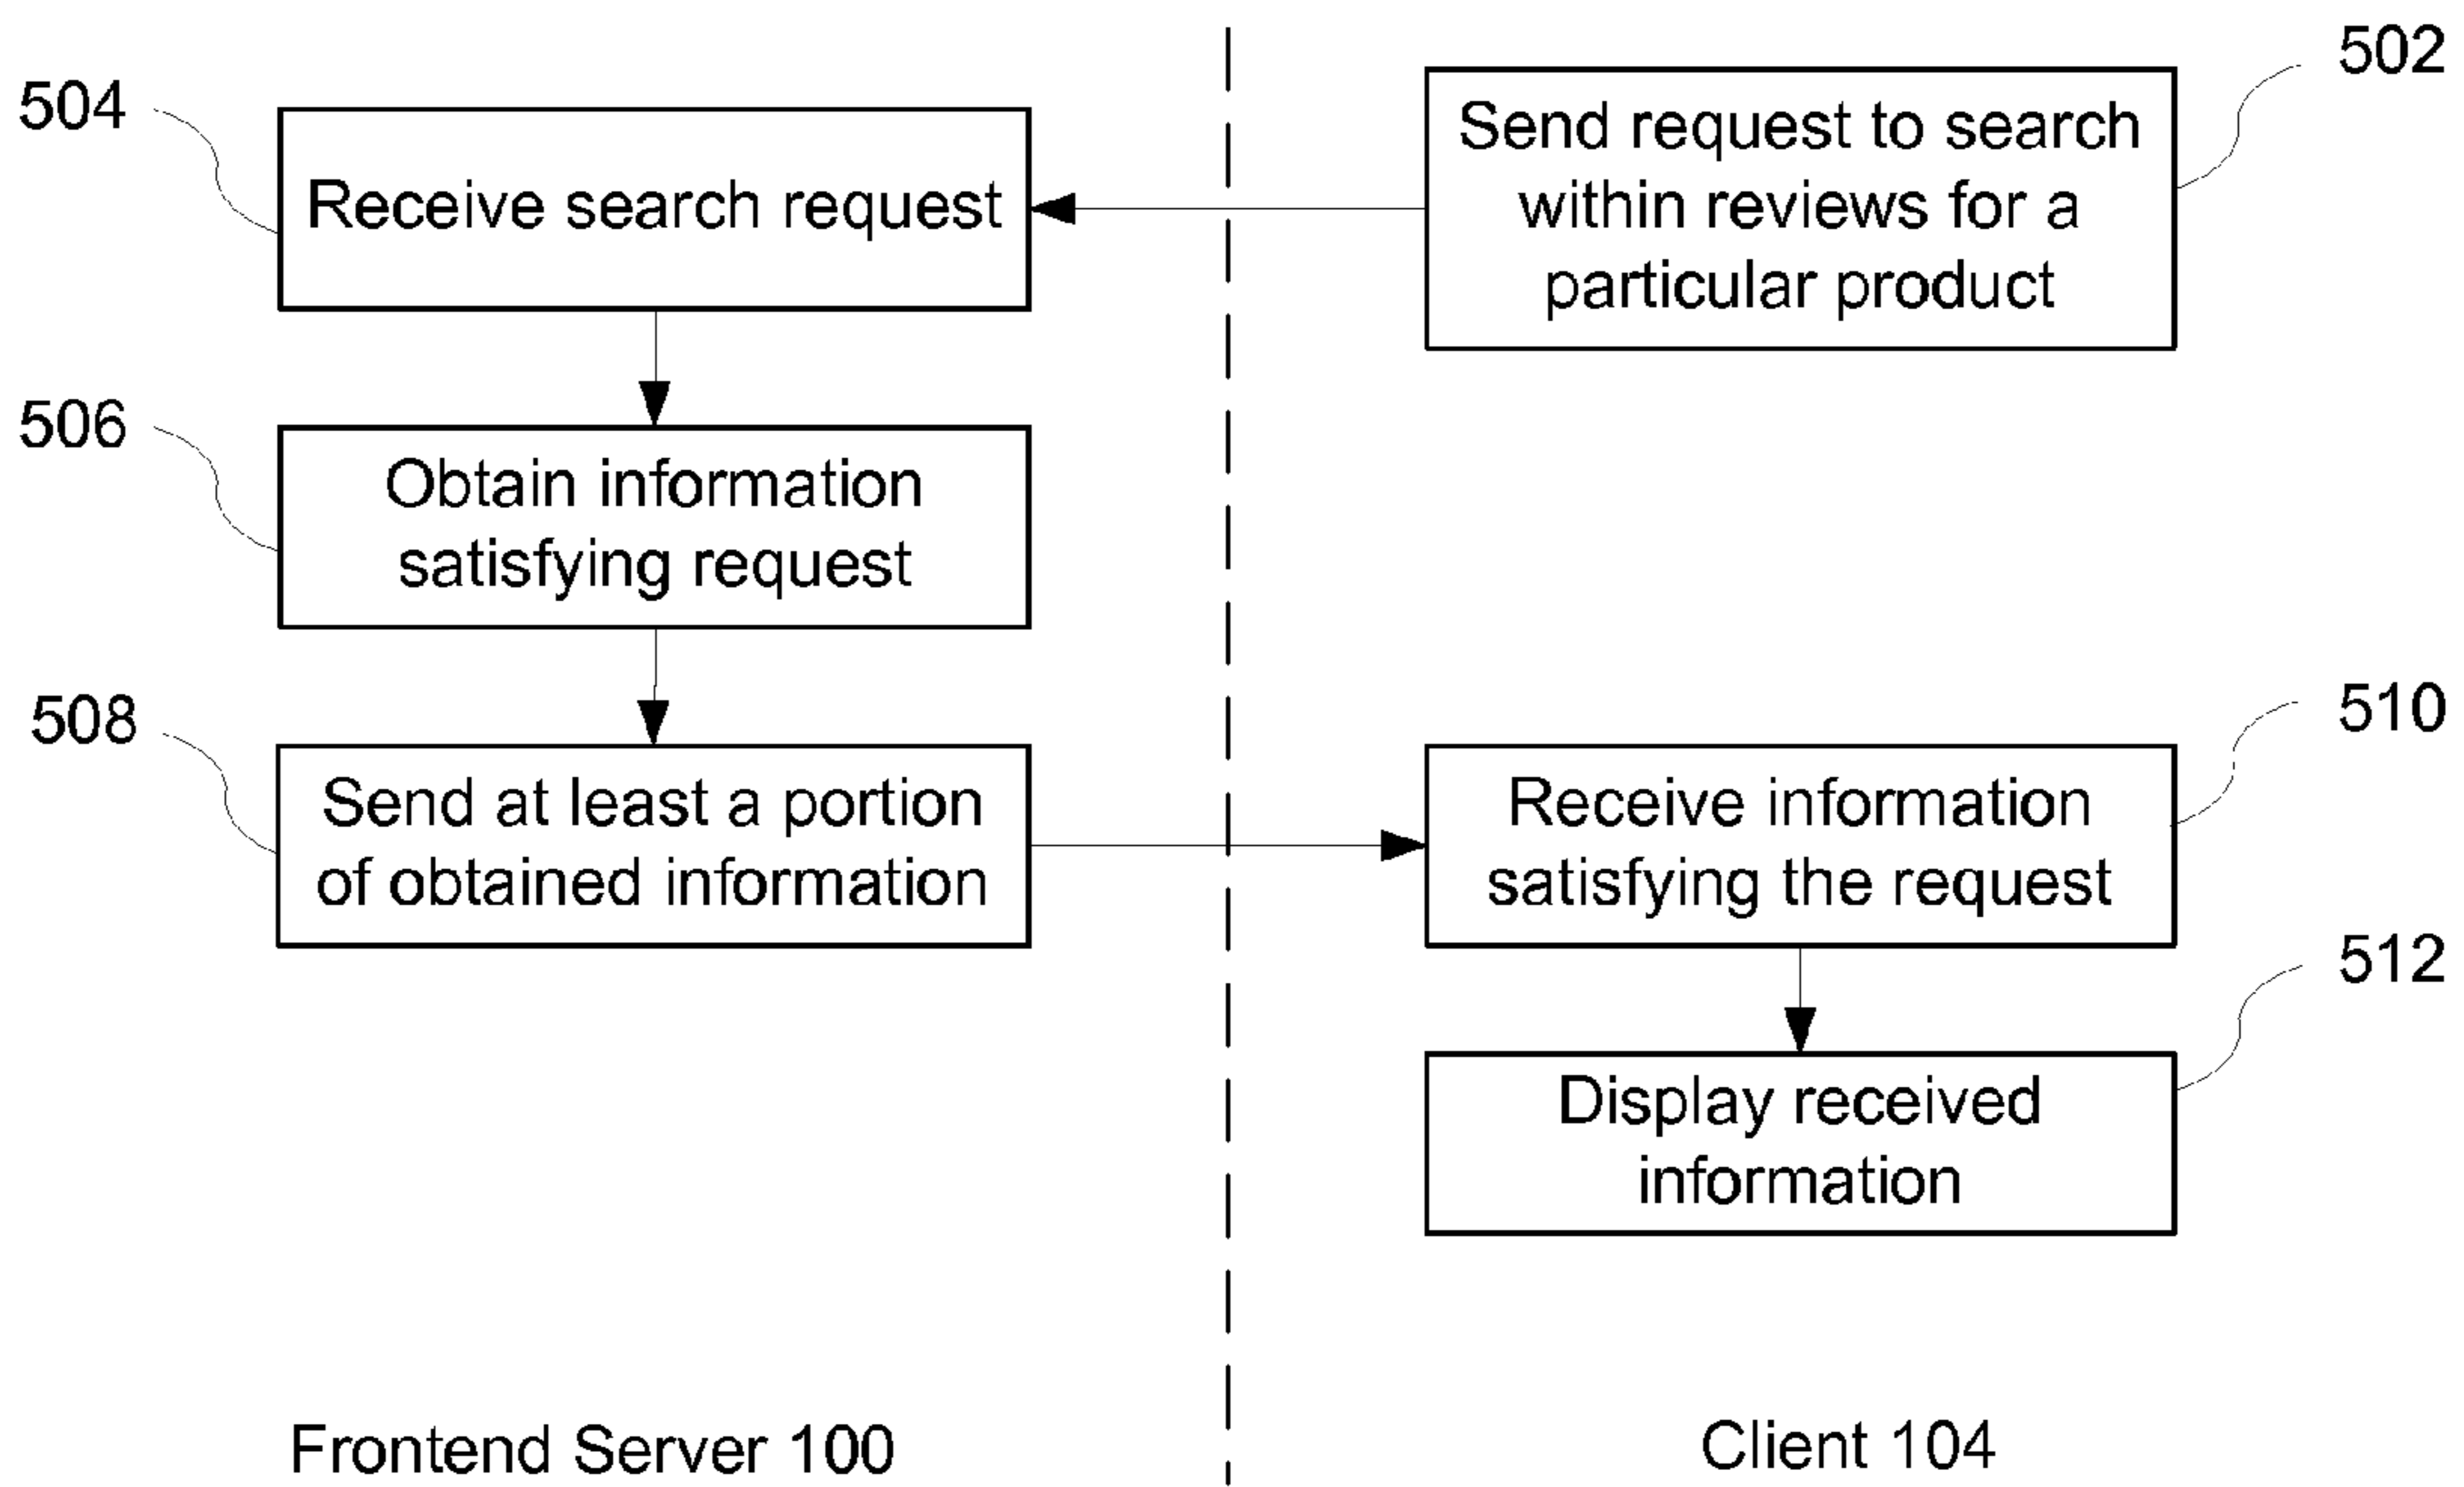 502
Send request to search
within reviews for a
particular product
504
Receive search request
506
Obtain information
satisfying request
508
Send at least a portion
of obtained information
510
Receive information
satisfying the request
512
Display received
information
Frontend Server 100
Client 104